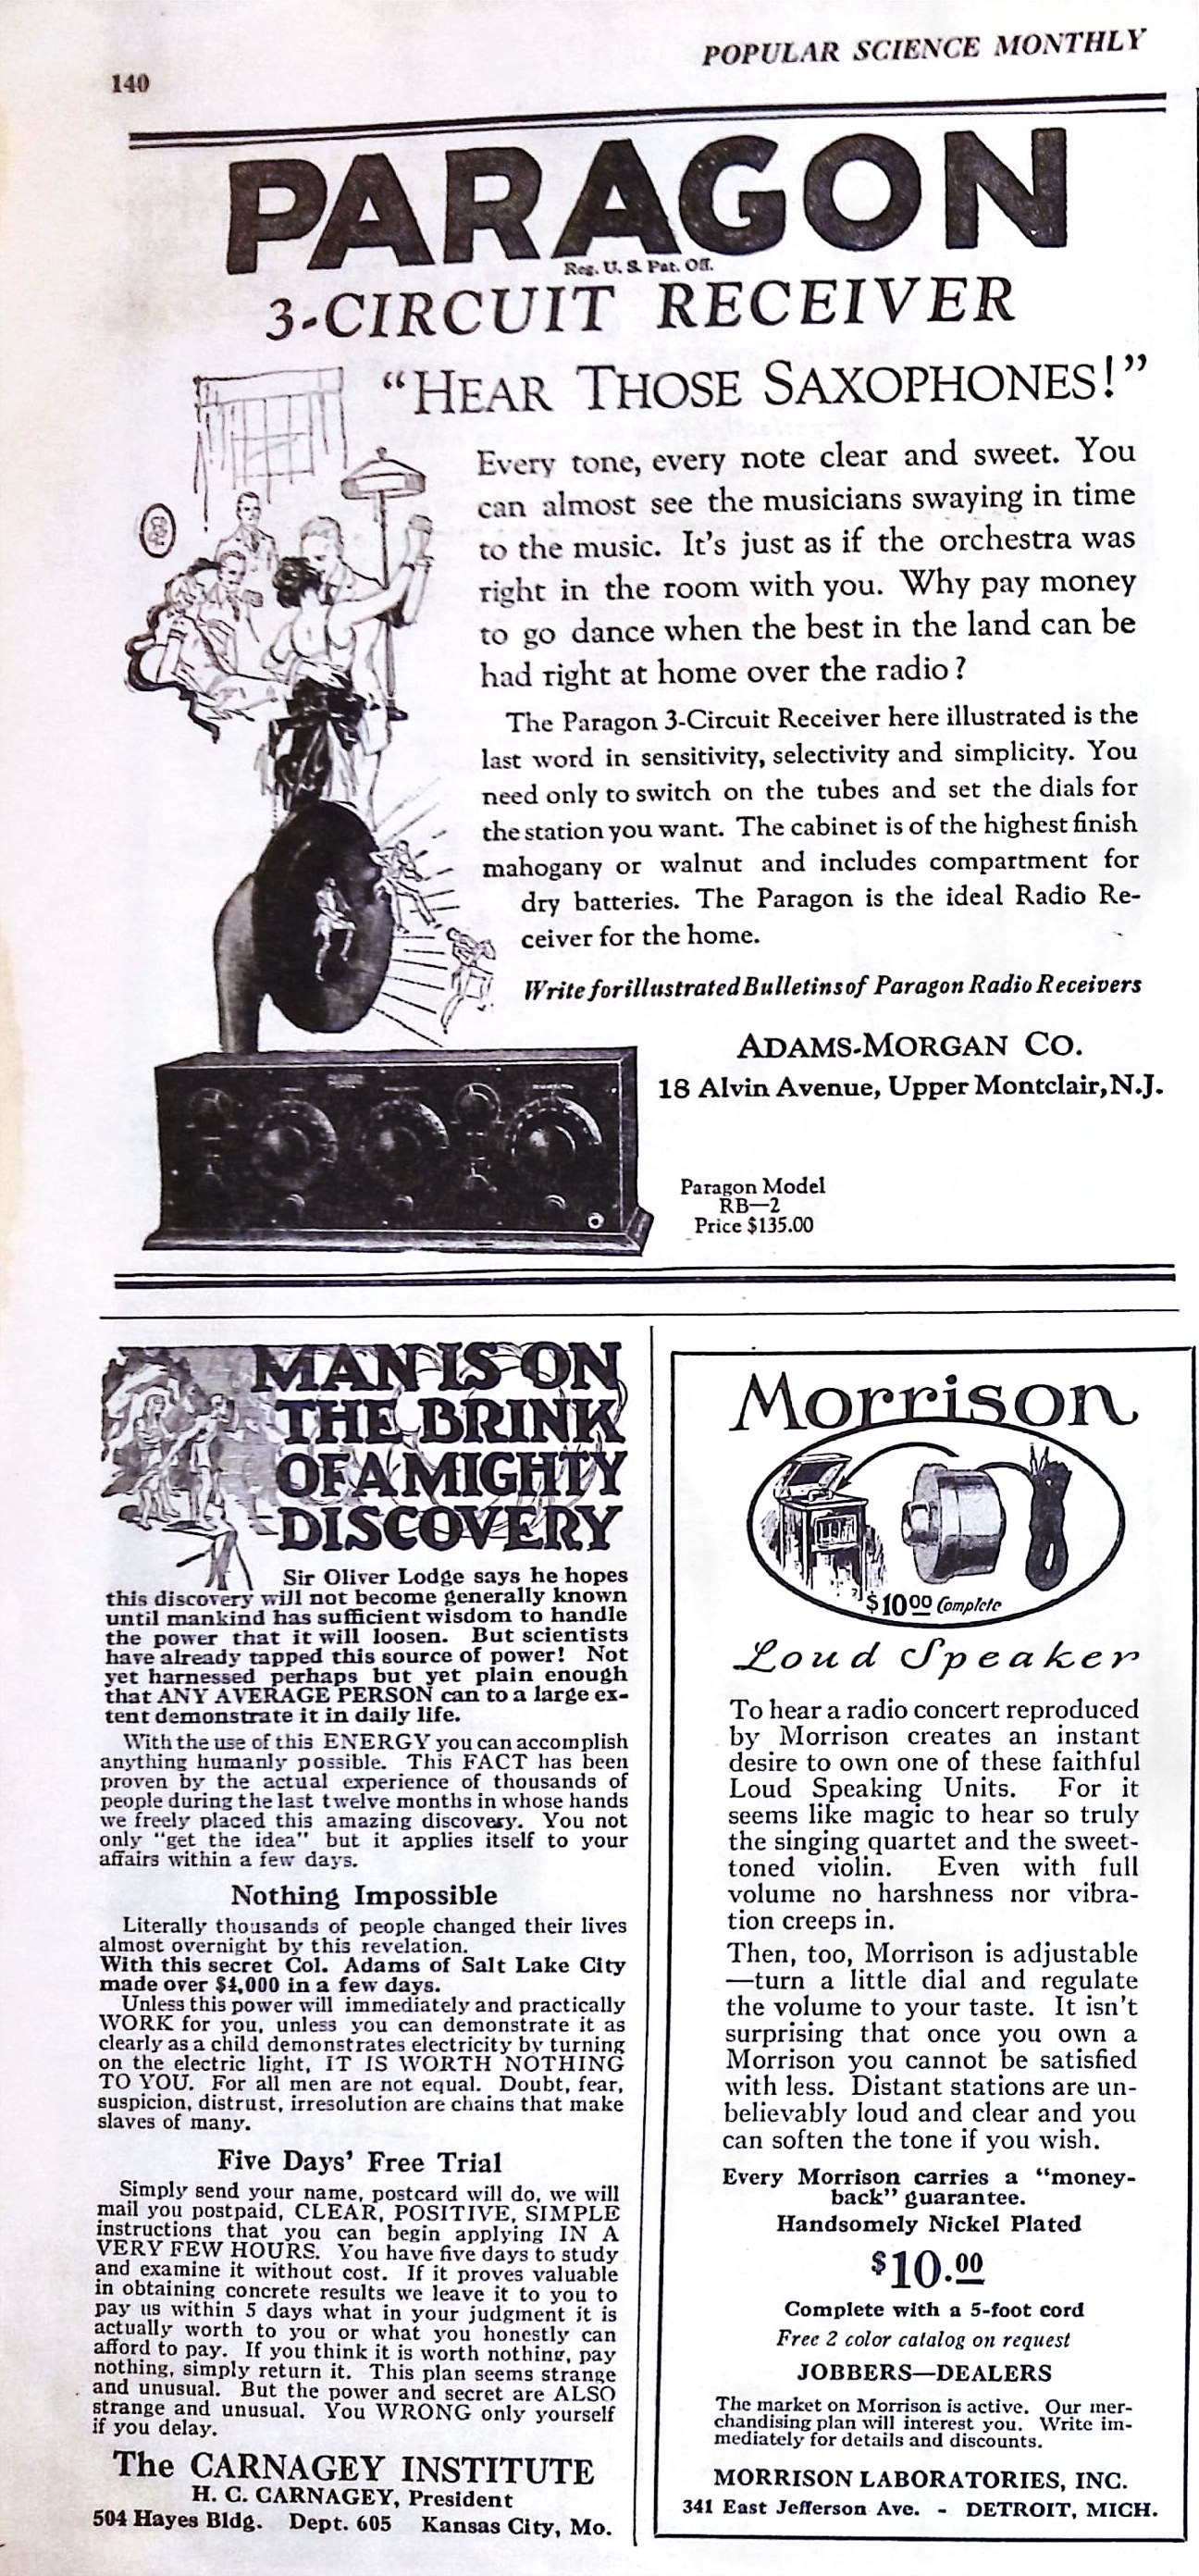 POPULAR SCIENCE MONTHLY
140
PARAGON
Reg. U. S. Pat. Off.
3-CIRCUIT RECEIVER
“HEAR THOSE SAXOPHONES!”
Every tone, every note clear and sweet. You
can almost see the musicians swaying in time
to the music. It's just as if the orchestra was
right in the room with you. Why pay money
to go dance when the best in the land can be
had right at home over the radio?
The Paragon 3-Circuit Receiver here illustrated is the
last word in sensitivity, selectivity and simplicity. You
need only to switch on the tubes and set the dials for
the station you want. The cabinet is of the highest finish
mahogany or walnut and includes compartment for
dry batteries. The Paragon is the ideal Radio Re-
ceiver for the home.
Write for illustrated Bulletins of Paragon Radio Receivers
ADAMS-MORGAN CO.
18 Alvin Avenue, Upper Montclair, N.J.
Paragon Model
RB—2
Price $135.00
MAN IS ON
THE BRINK
OF A MIGHTY
DISCOVERY
Sir Oliver Lodge says he hopes
this discovery will not become generally known
until mankind has sufficient wisdom to handle
the power that it will loosen. But scientists
have already tapped this source of power! Not
yet harnessed perhaps but yet plain enough
that ANY AVERAGE PERSON can to a large ex-
tent demonstrate it in daily life.
With the use of this ENERGY you can accomplish
anything humanly possible. This FACT has been
proven by the actual experience of thousands of
people during the last twelve months in whose hands
we freely placed this amazing discovery. You not
only "get the idea" but it applies itself to your
affairs within a few days.
Nothing Impossible
Literally thousands of people changed their lives
almost overnight by this revelation.
With this secret Col. Adams of Salt Lake City
made over $4,000 in a few days.
Unless this power will immediately and practically
WORK for you, unless you can demonstrate it as
clearly as a child demonstrates electricity by turning
on the electric light, IT IS WORTH NOTHING
TO YOU. For all men are not equal. Doubt, fear,
suspicion, distrust, irresolution are chains that make
slaves of many.
Five Days' Free Trial
Simply send your name, postcard will do, we will
mail you postpaid, CLEAR, POSITIVE, SIMPLE
instructions that you can begin applying IN A
VERY FEW HOURS. You have five days to study
and examine it without cost. If it proves valuable
in obtaining concrete results we leave it to you to
pay us within 5 days what in your judgment it is
actually worth to you or what you honestly can
afford to pay. If you think it is worth nothing, pay
nothing, simply return it. This plan seems strange
and unusual. But the power and secret are ALSO
strange and unusual. You WRONG only yourself
if you delay.
The CARNAGEY INSTITUTE
H. C. CARNAGEY, President
504 Hayes Bldg. Dept. 605 Kansas City, Mo.
Morrison
$10.00 Complete
Loud Speaker
To hear a radio concert reproduced
by Morrison creates an instant
desire to own one of these faithful
Loud Speaking Units. For it
seems like magic to hear so truly
the singing quartet and the sweet-
toned violin. Even with full
volume no harshness nor vibra-
tion creeps in.
Then, too, Morrison is adjustable
—turn a little dial and regulate
the volume to your taste. It isn't
surprising that once you own a
Morrison you cannot be satisfied
with less. Distant stations are un-
believably loud and clear and you
can soften the tone if you wish.
Every Morrison carries a “money-
back” guarantee.
Handsomely Nickel Plated
$10.00
Complete with a 5-foot cord
Free 2 color catalog on request
JOBBERS—DEALERS
The market on Morrison is active. Our mer-
chandising plan will interest you. Write im-
mediately for details and discounts.
MORRISON LABORATORIES, INC.
341 East Jefferson Ave. - DETROIT, MICH.